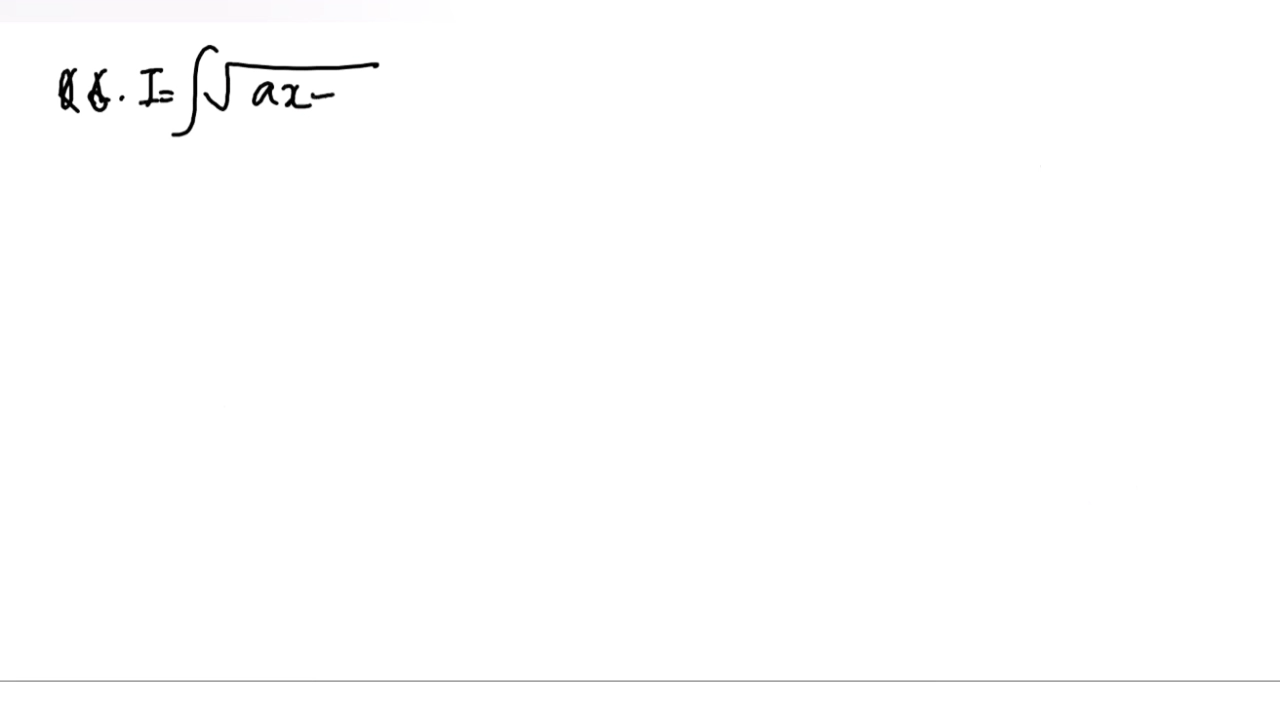 Q6. I = ∫√(ax −